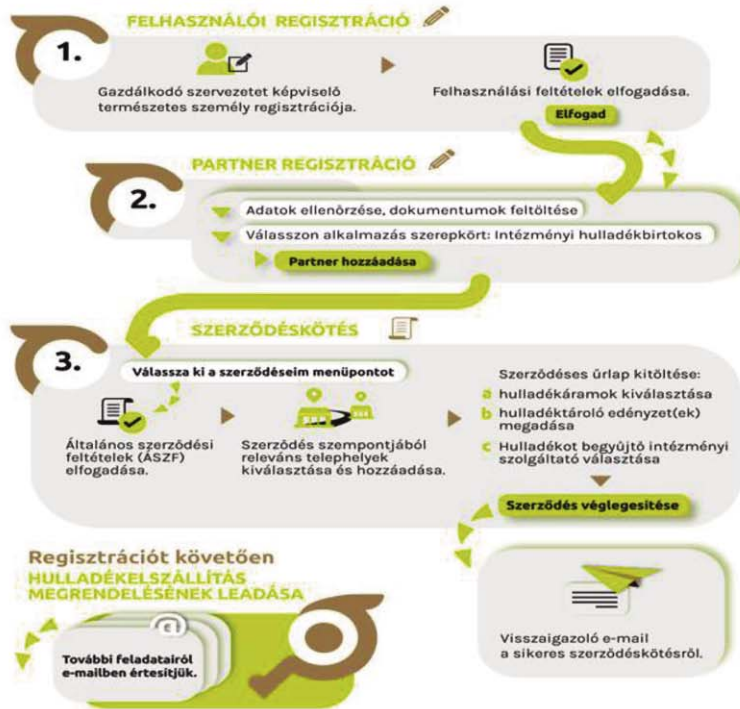 FELHASZNÁLÓI REGISZTRÁCIÓ
1.
Gazdálkodó szervezetet képviselő
természetes személy regisztrációja.
Felhasználási feltételek elfogadása.
Elfogad
PARTNER REGISZTRÁCIÓ
2.
Adatok ellenőrzése, dokumentumok feltöltése
Válasszon alkalmazás szerepkört: Intézményi hulladékbirtokos
Partner hozzáadása
SZERZŐDÉSKÖTÉS
3.
Válassza ki a szerződéseim menüpontot
Általános szerződési
feltételek (ÁSZF)
elfogadása.
Szerződés szempontjából
releváns telephelyek
kiválasztása és hozzáadása.
Szerződéses űrlap kitöltése:
a hulladékáramok kiválasztása
b hulladéktároló edényzet(ek)
megadása
c Hulladékot begyűjtő intézményi
szolgáltató választása
Szerződés véglegesítése
Regisztrációt követően
HULLADÉKELSZÁLLÍTÁS
MEGRENDELÉSÉNEK LEADÁSA
@
További feladatairól
e-mailben értesítjük.
Visszaigazoló e-mail
a sikeres szerződéskötésről.